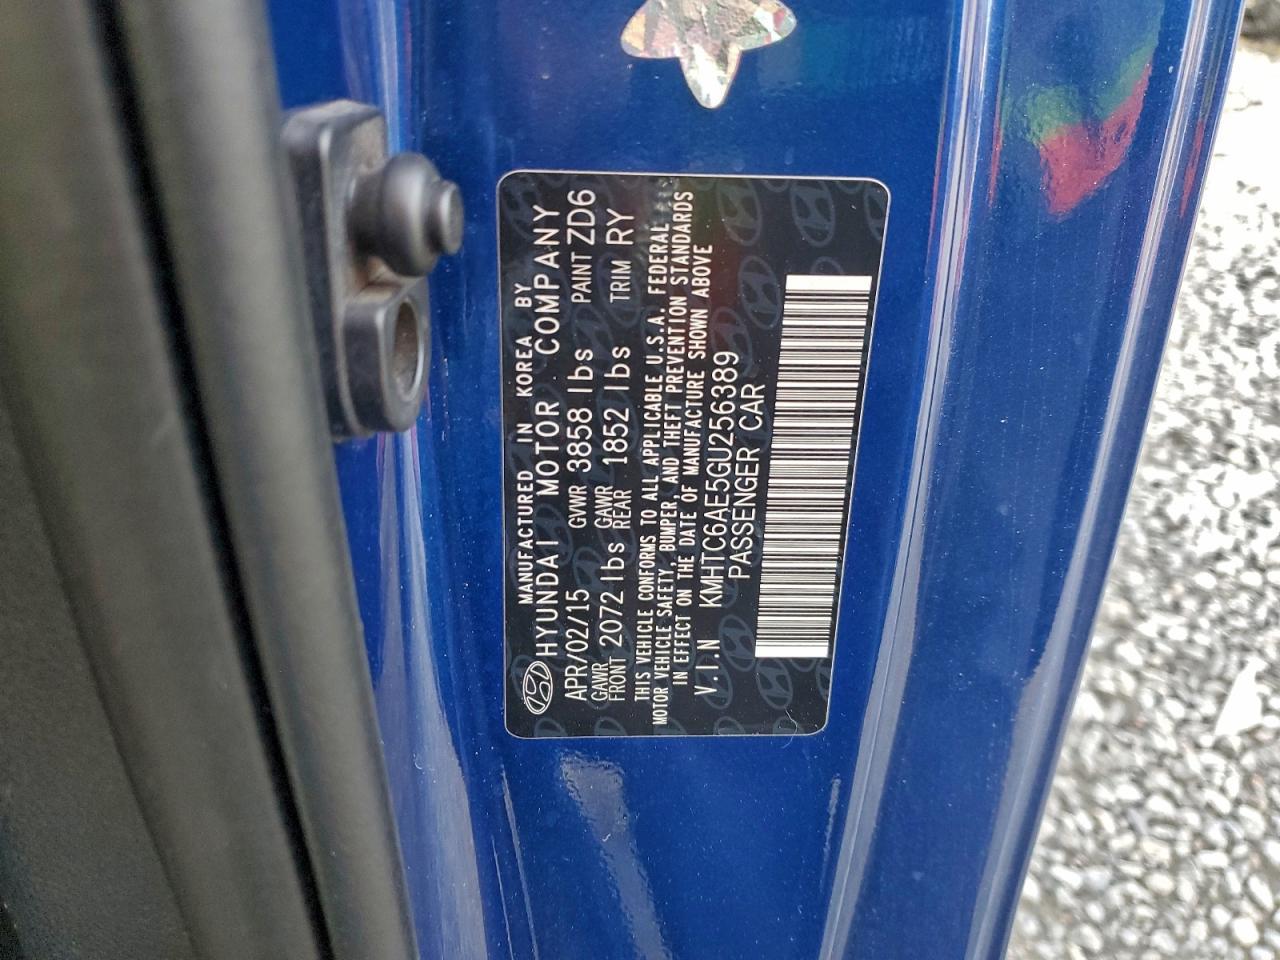 MANUFACTURED IN KOREA BY
HYUNDAI MOTOR COMPANY
APR/02/15 GVWR 3858 lbs PAINT ZD6
GAWR FRONT 2072 lbs GAWR REAR 1852 lbs TRIM RY
THIS VEHICLE CONFORMS TO ALL APPLICABLE U.S.A. FEDERAL
MOTOR VEHICLE SAFETY, BUMPER, AND THEFT PREVENTION STANDARDS
IN EFFECT ON THE DATE OF MANUFACTURE SHOWN ABOVE
V.I.N KMHTC6AE5GU256389
PASSENGER CAR